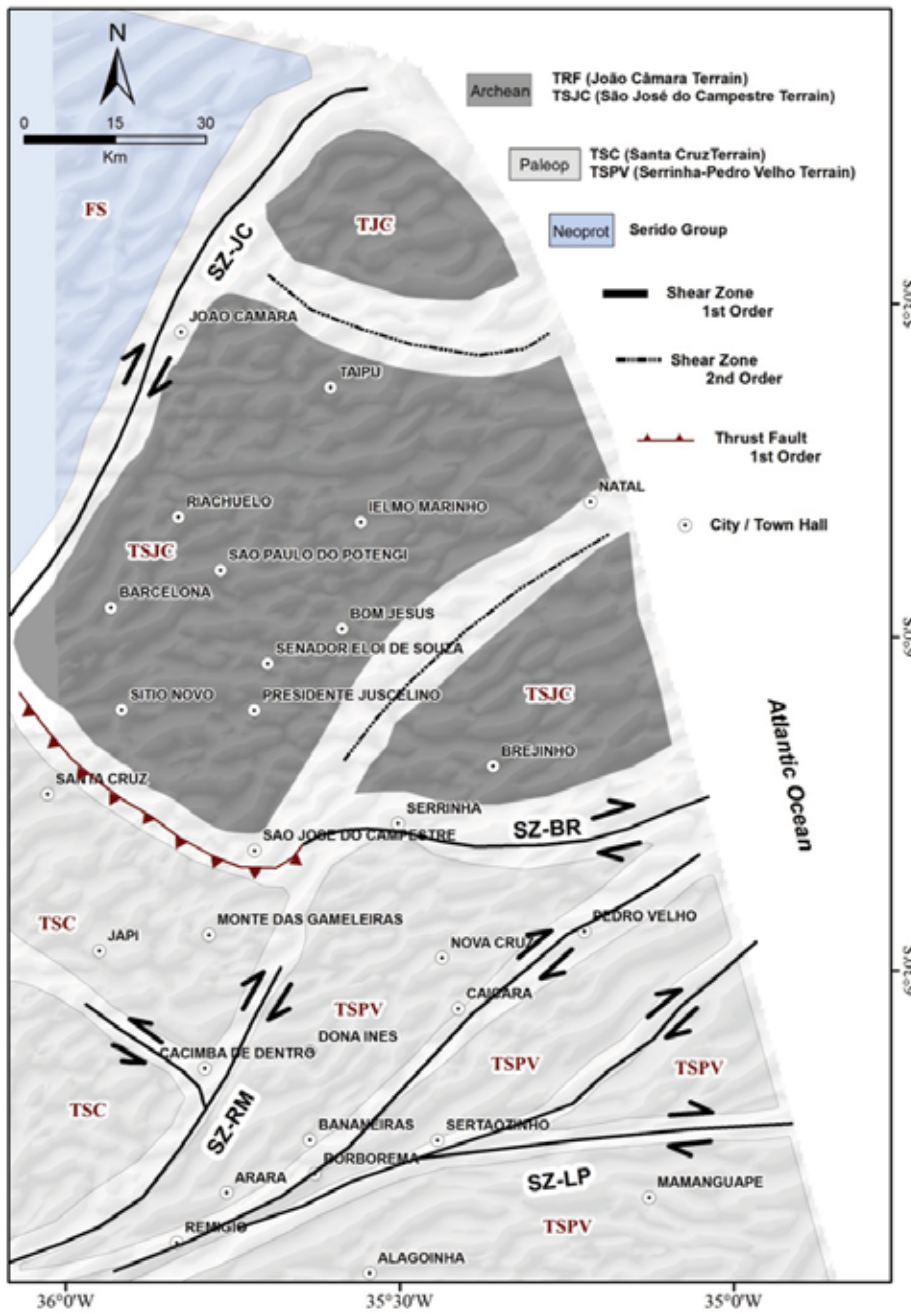 N
0 15 30
Km
Archean
TRF (João Câmara Terrain)
TSJC (São José do Campestre Terrain)
Paleop
TSC (Santa CruzTerrain)
TSPV (Serrinha-Pedro Velho Terrain)
Neoprot
Serido Group
Shear Zone
1st Order
Shear Zone
2nd Order
Thrust Fault
1st Order
City / Town Hall
FS
TJC
SZ-JC
JOAO CAMARA
TAIPU
NATAL
RIACHUELO
IELMO MARINHO
TSJC
SAO PAULO DO POTENGI
BARCELONA
BOM JESUS
SENADOR ELOI DE SOUZA
SITIO NOVO
PRESIDENTE JUSCELINO
TSJC
BREJINHO
Atlantic Ocean
SANTA CRUZ
SERRINHA
SAO JOSE DO CAMPESTRE
SZ-BR
TSC
MONTE DAS GAMELEIRAS
PEDRO VELHO
JAPI
NOVA CRUZ
CAICARA
TSPV
DONA INES
CACIMBA DE DENTRO
TSPV
TSPV
TSC
SZ-RM
BANANEIRAS
SERTAOZINHO
BORBOREMA
ARARA
SZ-LP
MAMANGUAPE
TSPV
REMIGIO
ALAGOINHA
36°0'W 35°30'W 35°0'W